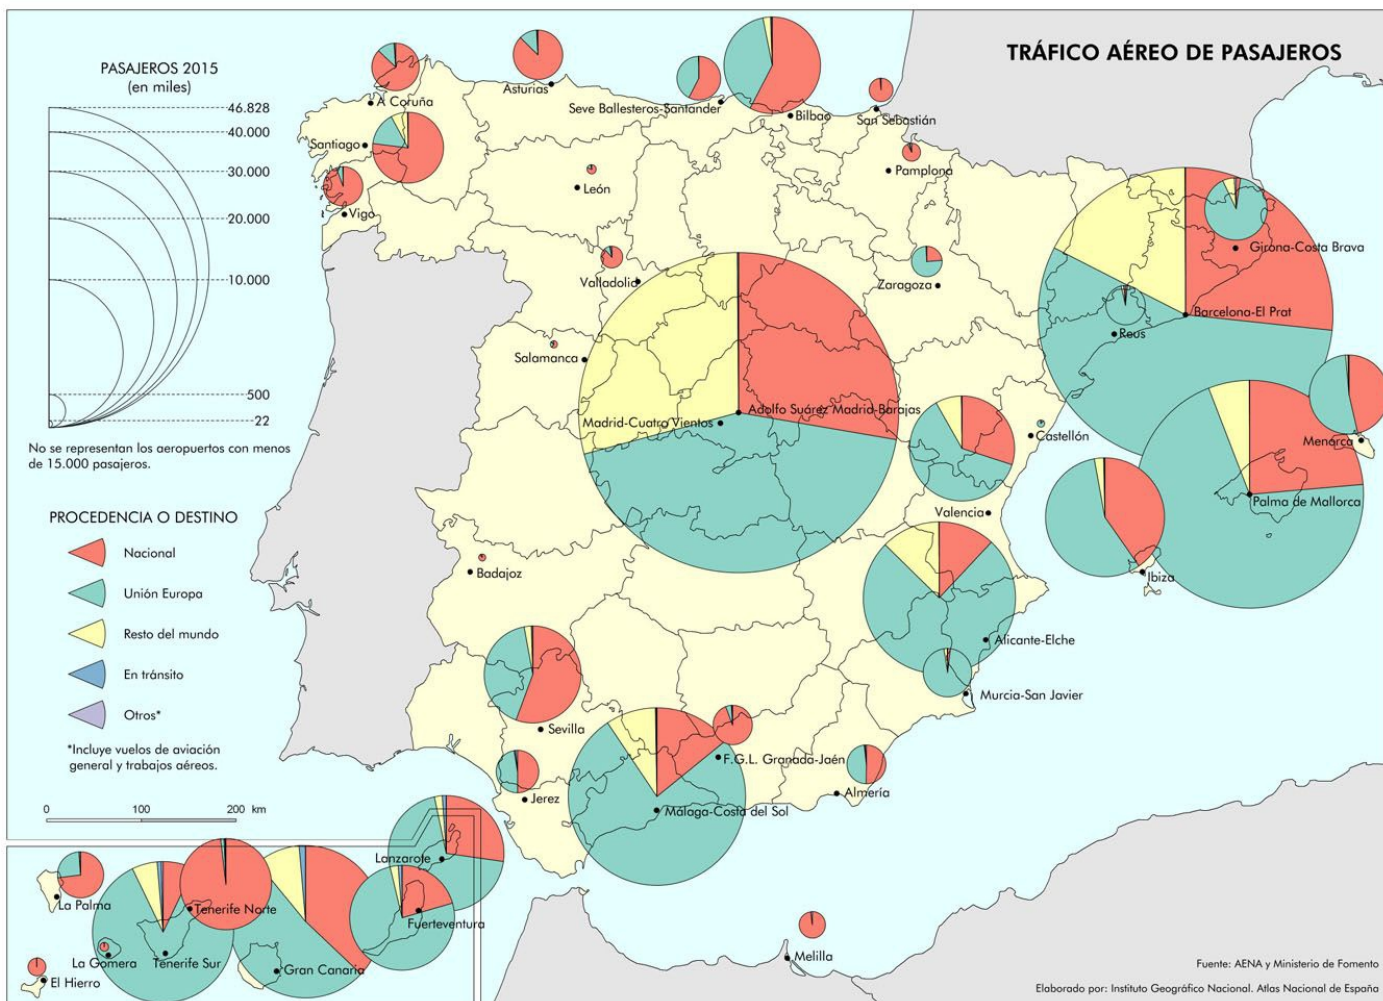 TRÁFICO AÉREO DE PASAJEROS
PASAJEROS 2015
(en miles)
46.828
40.000
30.000
20.000
10.000
500
22
No se representan los aeropuertos con menos
de 15.000 pasajeros.
PROCEDENCIA O DESTINO
Nacional
Unión Europa
Resto del mundo
En tránsito
Otros*
*Incluye vuelos de aviación
general y trabajos aéreos.
0 100 200 km
A Coruña
Asturias
Seve Ballesteros-Santander
Bilbao
San Sebastián
Santiago
León
Pamplona
Vigo
Girona-Costa Brava
Valladolid
Zaragoza
Barcelona-El Prat
Reus
Salamanca
Adolfo Suárez Madrid-Barajas
Madrid-Cuatro Vientos
Castellón
Menorca
Palma de Mallorca
Valencia
Badajoz
Ibiza
Alicante-Elche
Murcia-San Javier
Sevilla
F.G.L. Granada-Jaén
Jerez
Almería
Málaga-Costa del Sol
Lanzarote
La Palma
Tenerife Norte
Fuerteventura
La Gomera
Tenerife Sur
Gran Canaria
El Hierro
Melilla
Fuente: AENA y Ministerio de Fomento
Elaborado por: Instituto Geográfico Nacional. Atlas Nacional de España